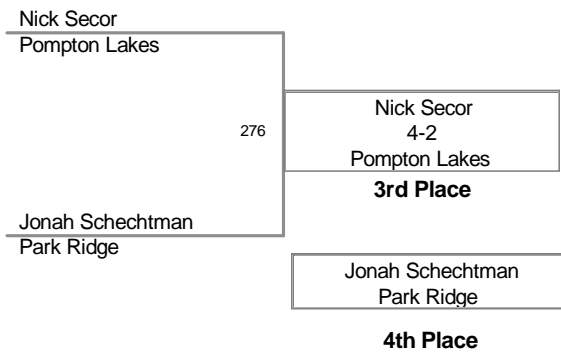 Nick Secor
Pompton Lakes
276
Nick Secor
4-2
Pompton Lakes
3rd Place
Jonah Schechtman
Park Ridge
Jonah Schechtman
Park Ridge
4th Place